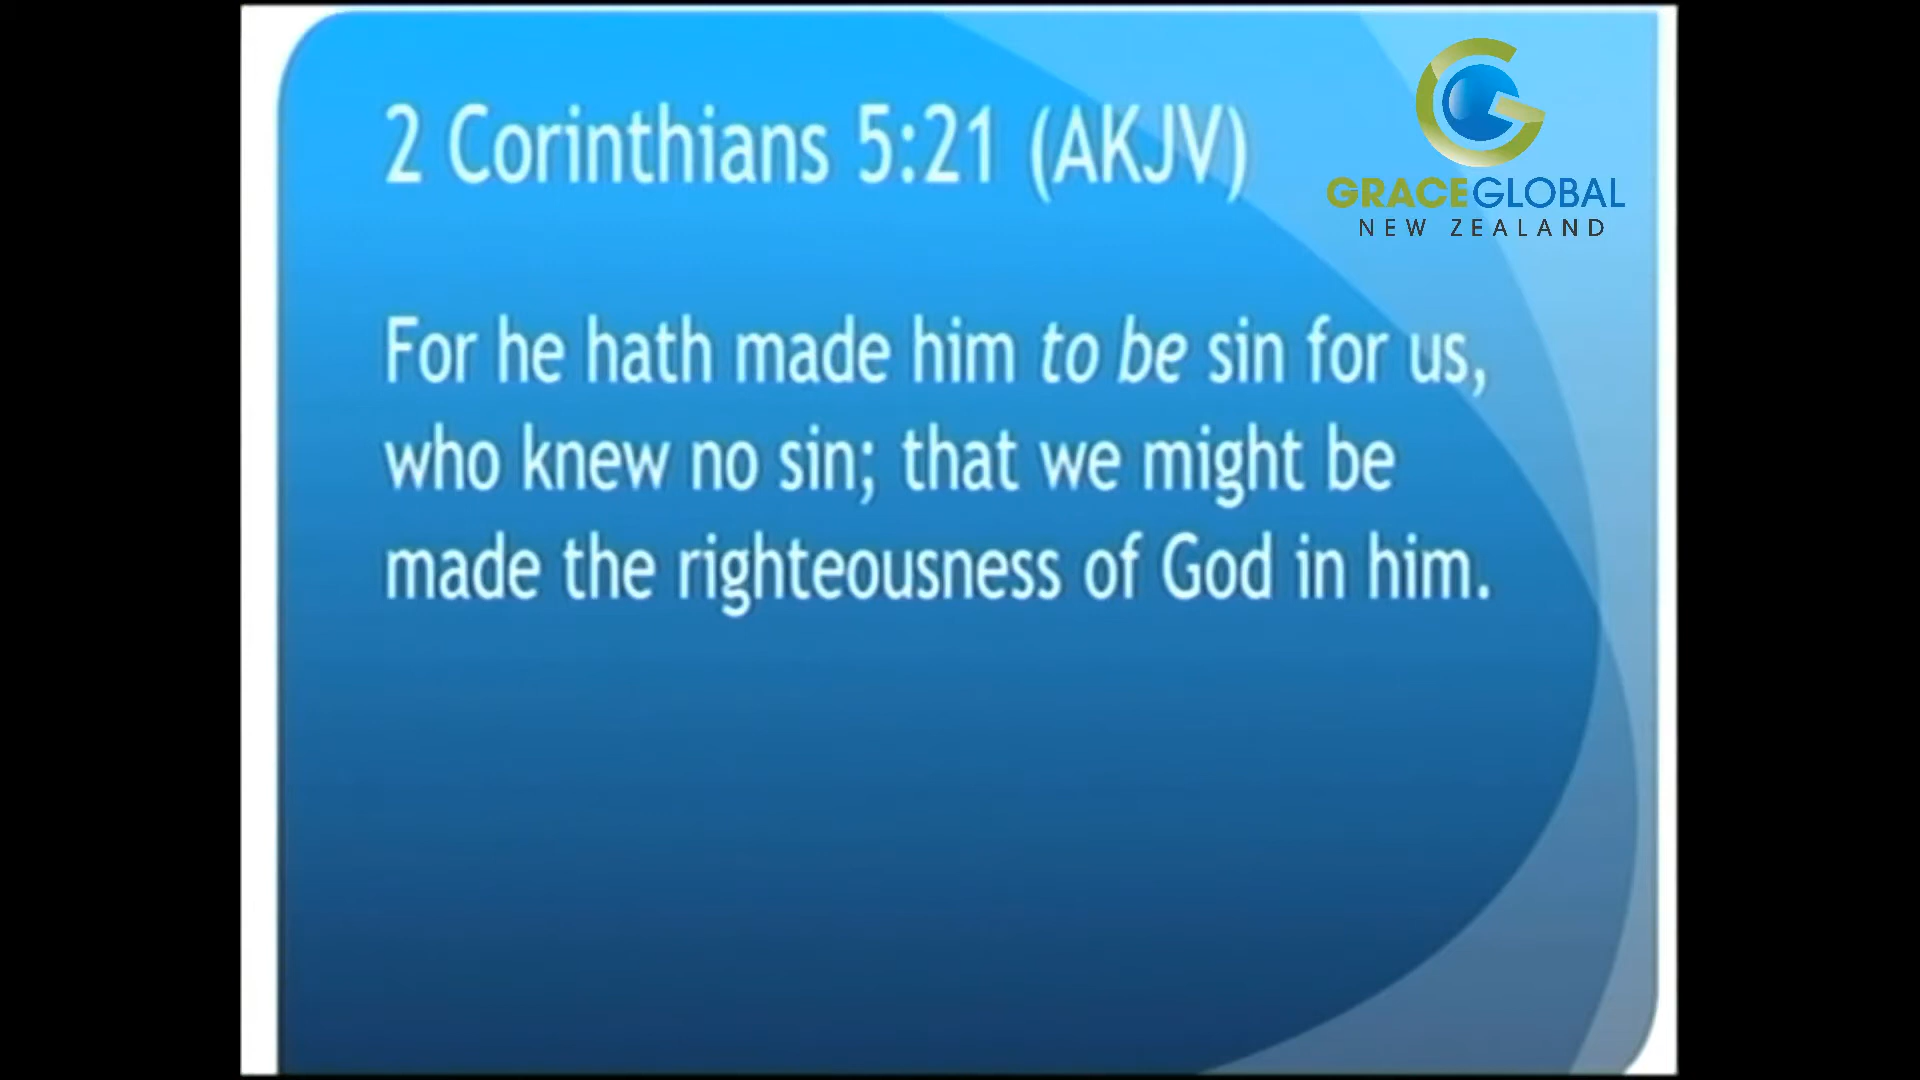 2 Corinthians 5:21 (AKJV)
GRACEGLOBAL
NEW ZEALAND
For he hath made him to be sin for us,
who knew no sin; that we might be
made the righteousness of God in him.